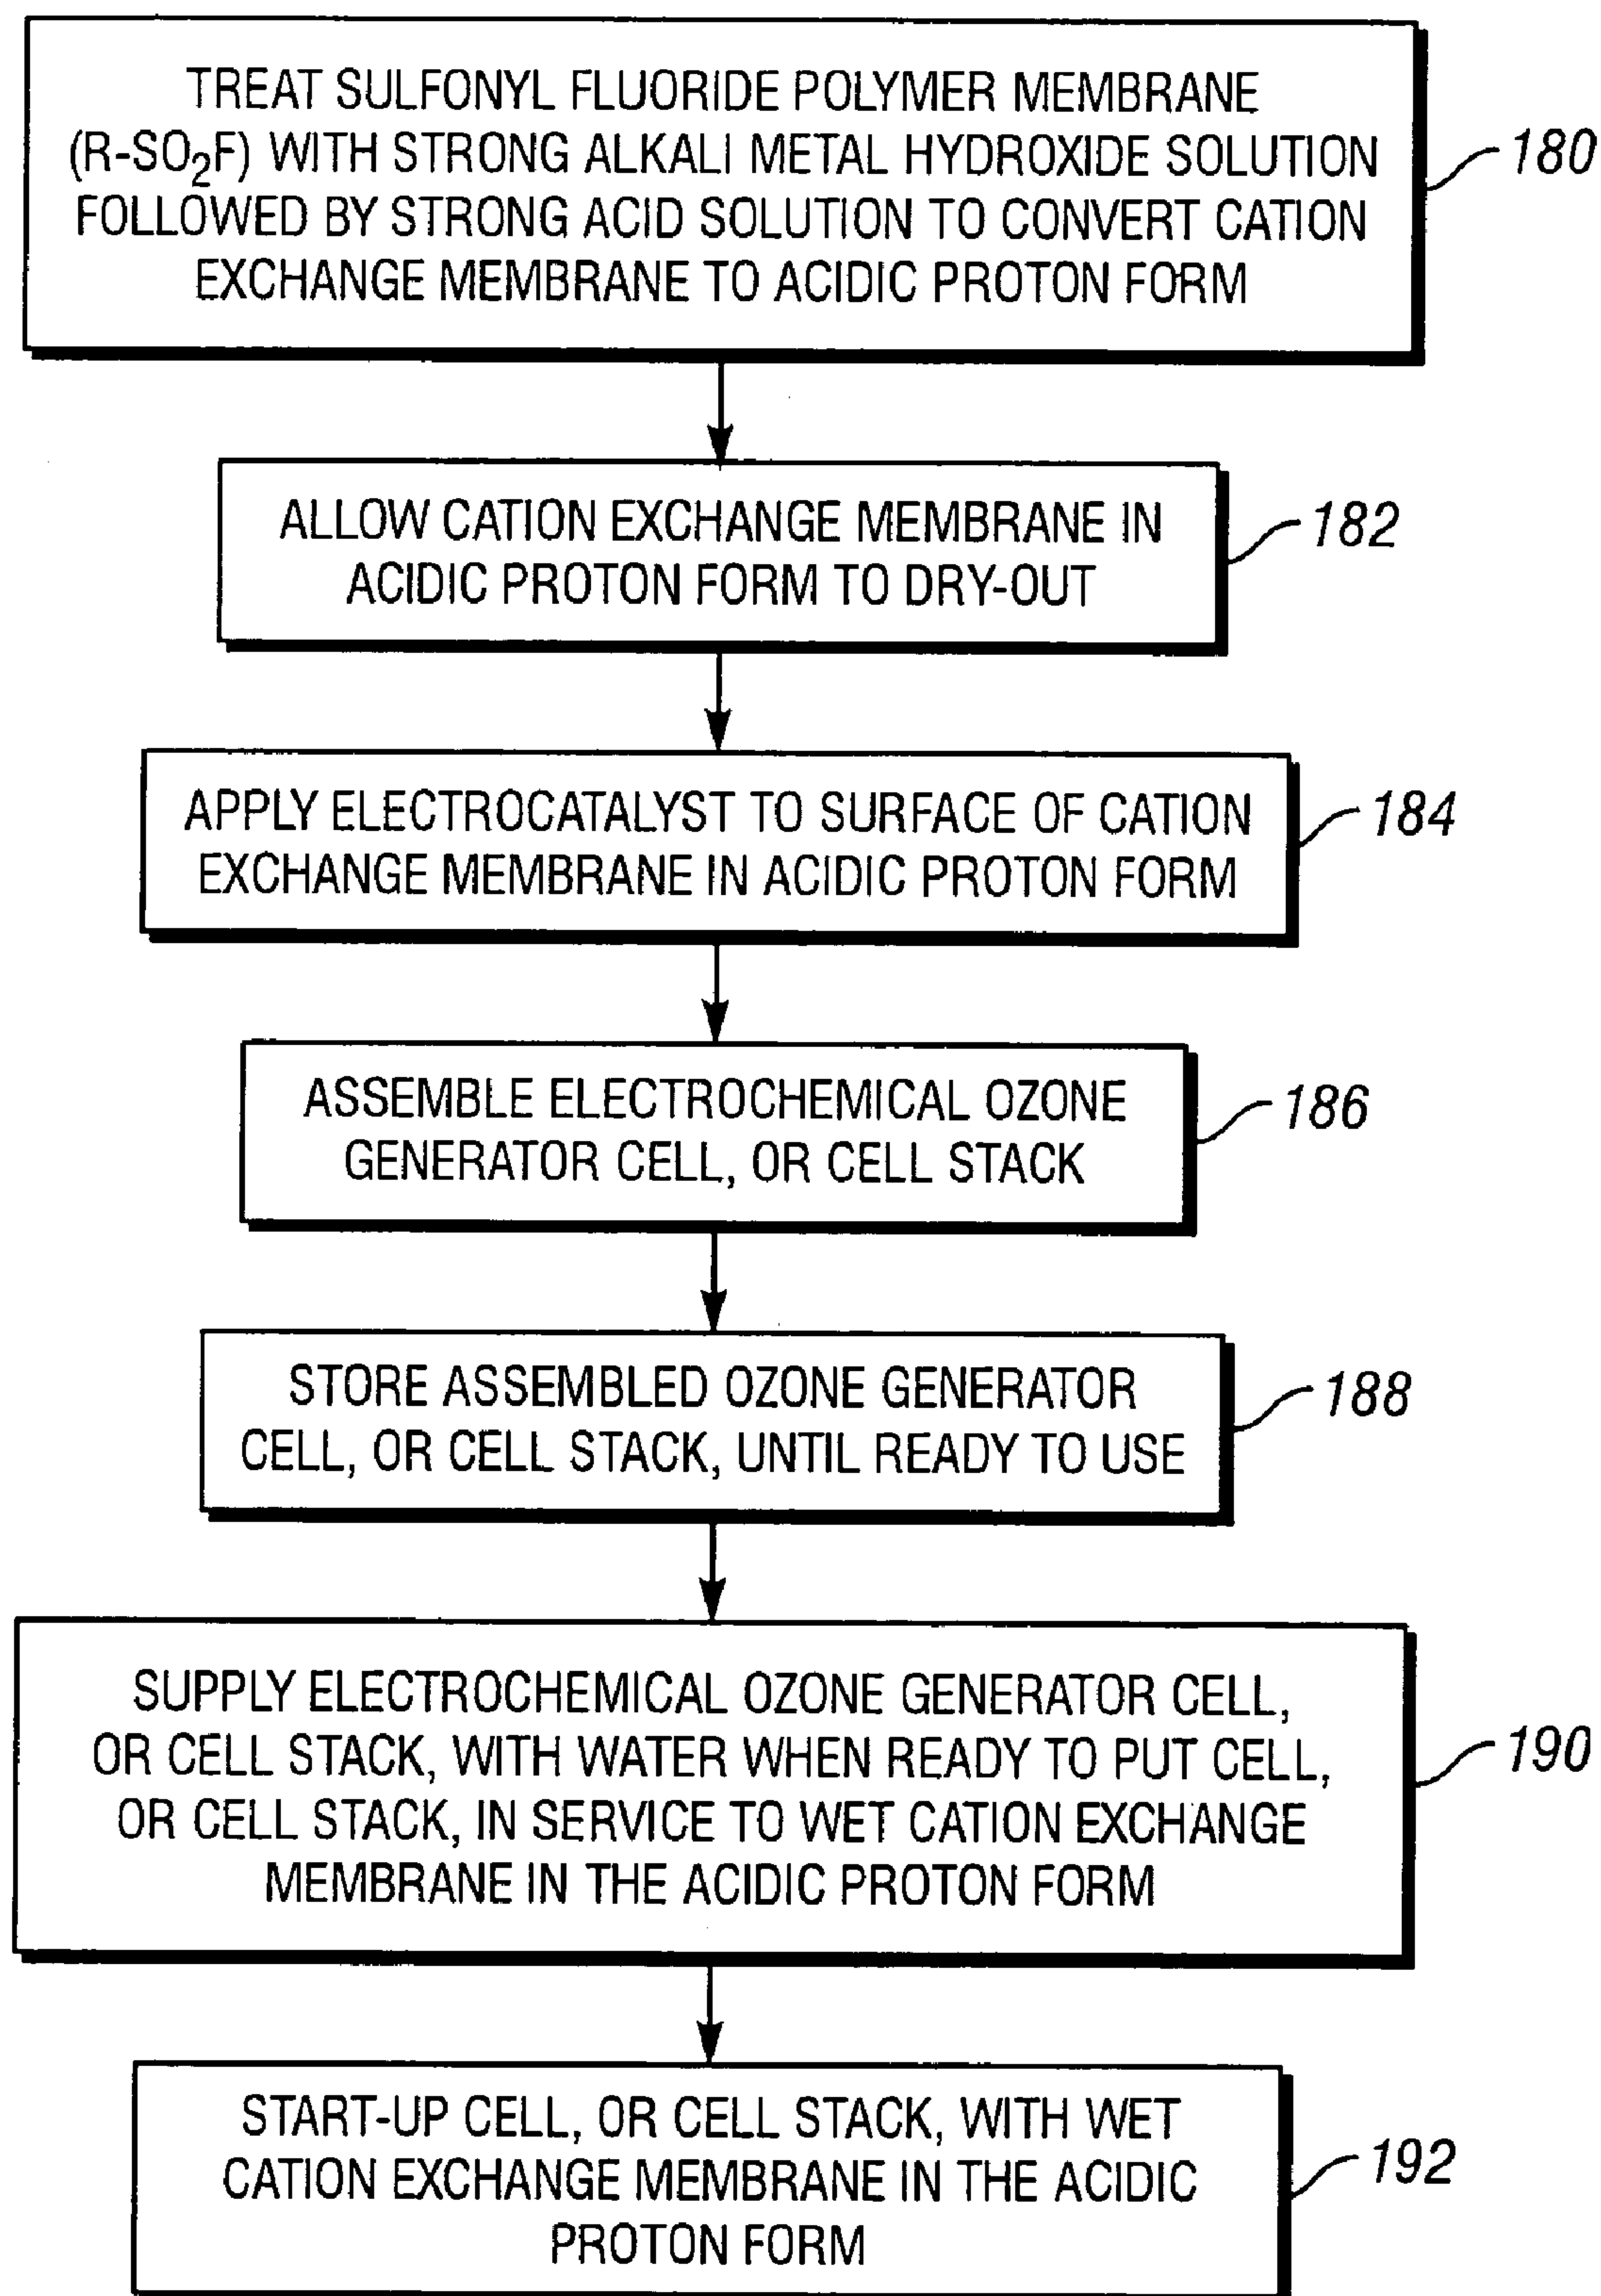 TREAT SULFONYL FLUORIDE POLYMER MEMBRANE
(R-SO₂F) WITH STRONG ALKALI METAL HYDROXIDE SOLUTION
FOLLOWED BY STRONG ACID SOLUTION TO CONVERT CATION
EXCHANGE MEMBRANE TO ACIDIC PROTON FORM
180
ALLOW CATION EXCHANGE MEMBRANE IN
ACIDIC PROTON FORM TO DRY-OUT
182
APPLY ELECTROCATALYST TO SURFACE OF CATION
EXCHANGE MEMBRANE IN ACIDIC PROTON FORM
184
ASSEMBLE ELECTROCHEMICAL OZONE
GENERATOR CELL, OR CELL STACK
186
STORE ASSEMBLED OZONE GENERATOR
CELL, OR CELL STACK, UNTIL READY TO USE
188
SUPPLY ELECTROCHEMICAL OZONE GENERATOR CELL,
OR CELL STACK, WITH WATER WHEN READY TO PUT CELL,
OR CELL STACK, IN SERVICE TO WET CATION EXCHANGE
MEMBRANE IN THE ACIDIC PROTON FORM
190
START-UP CELL, OR CELL STACK, WITH WET
CATION EXCHANGE MEMBRANE IN THE ACIDIC
PROTON FORM
192